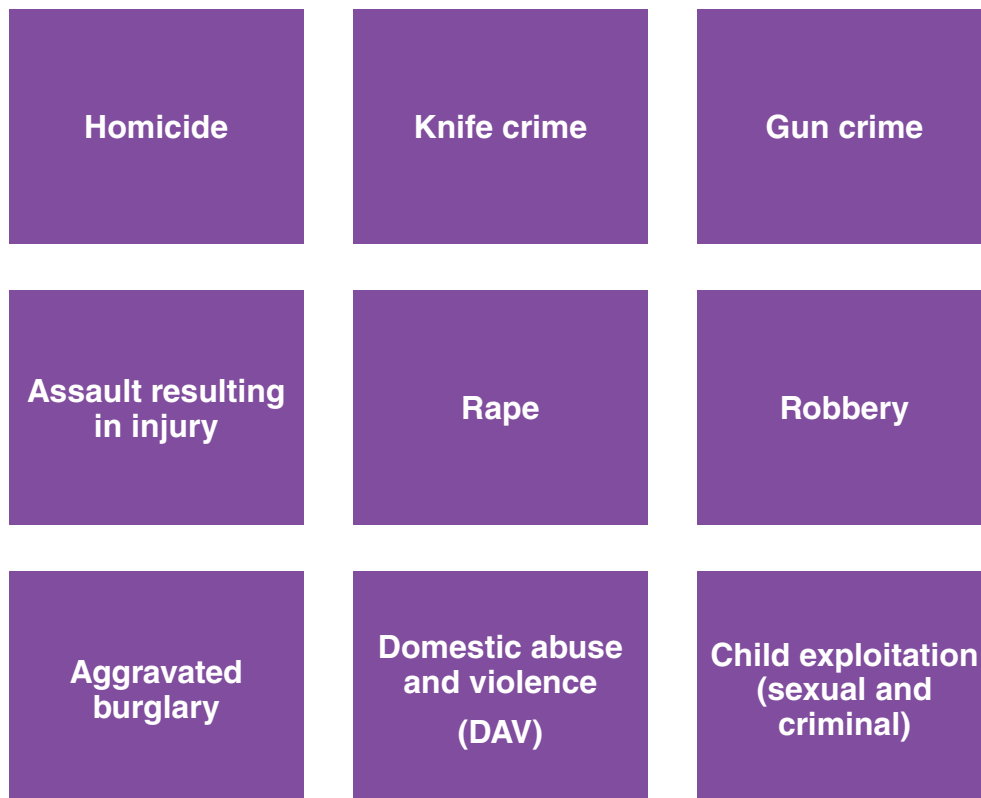 Homicide
Knife crime
Gun crime
Assault resulting
in injury
Rape
Robbery
Aggravated
burglary
Domestic abuse
and violence
(DAV)
Child exploitation
(sexual and
criminal)